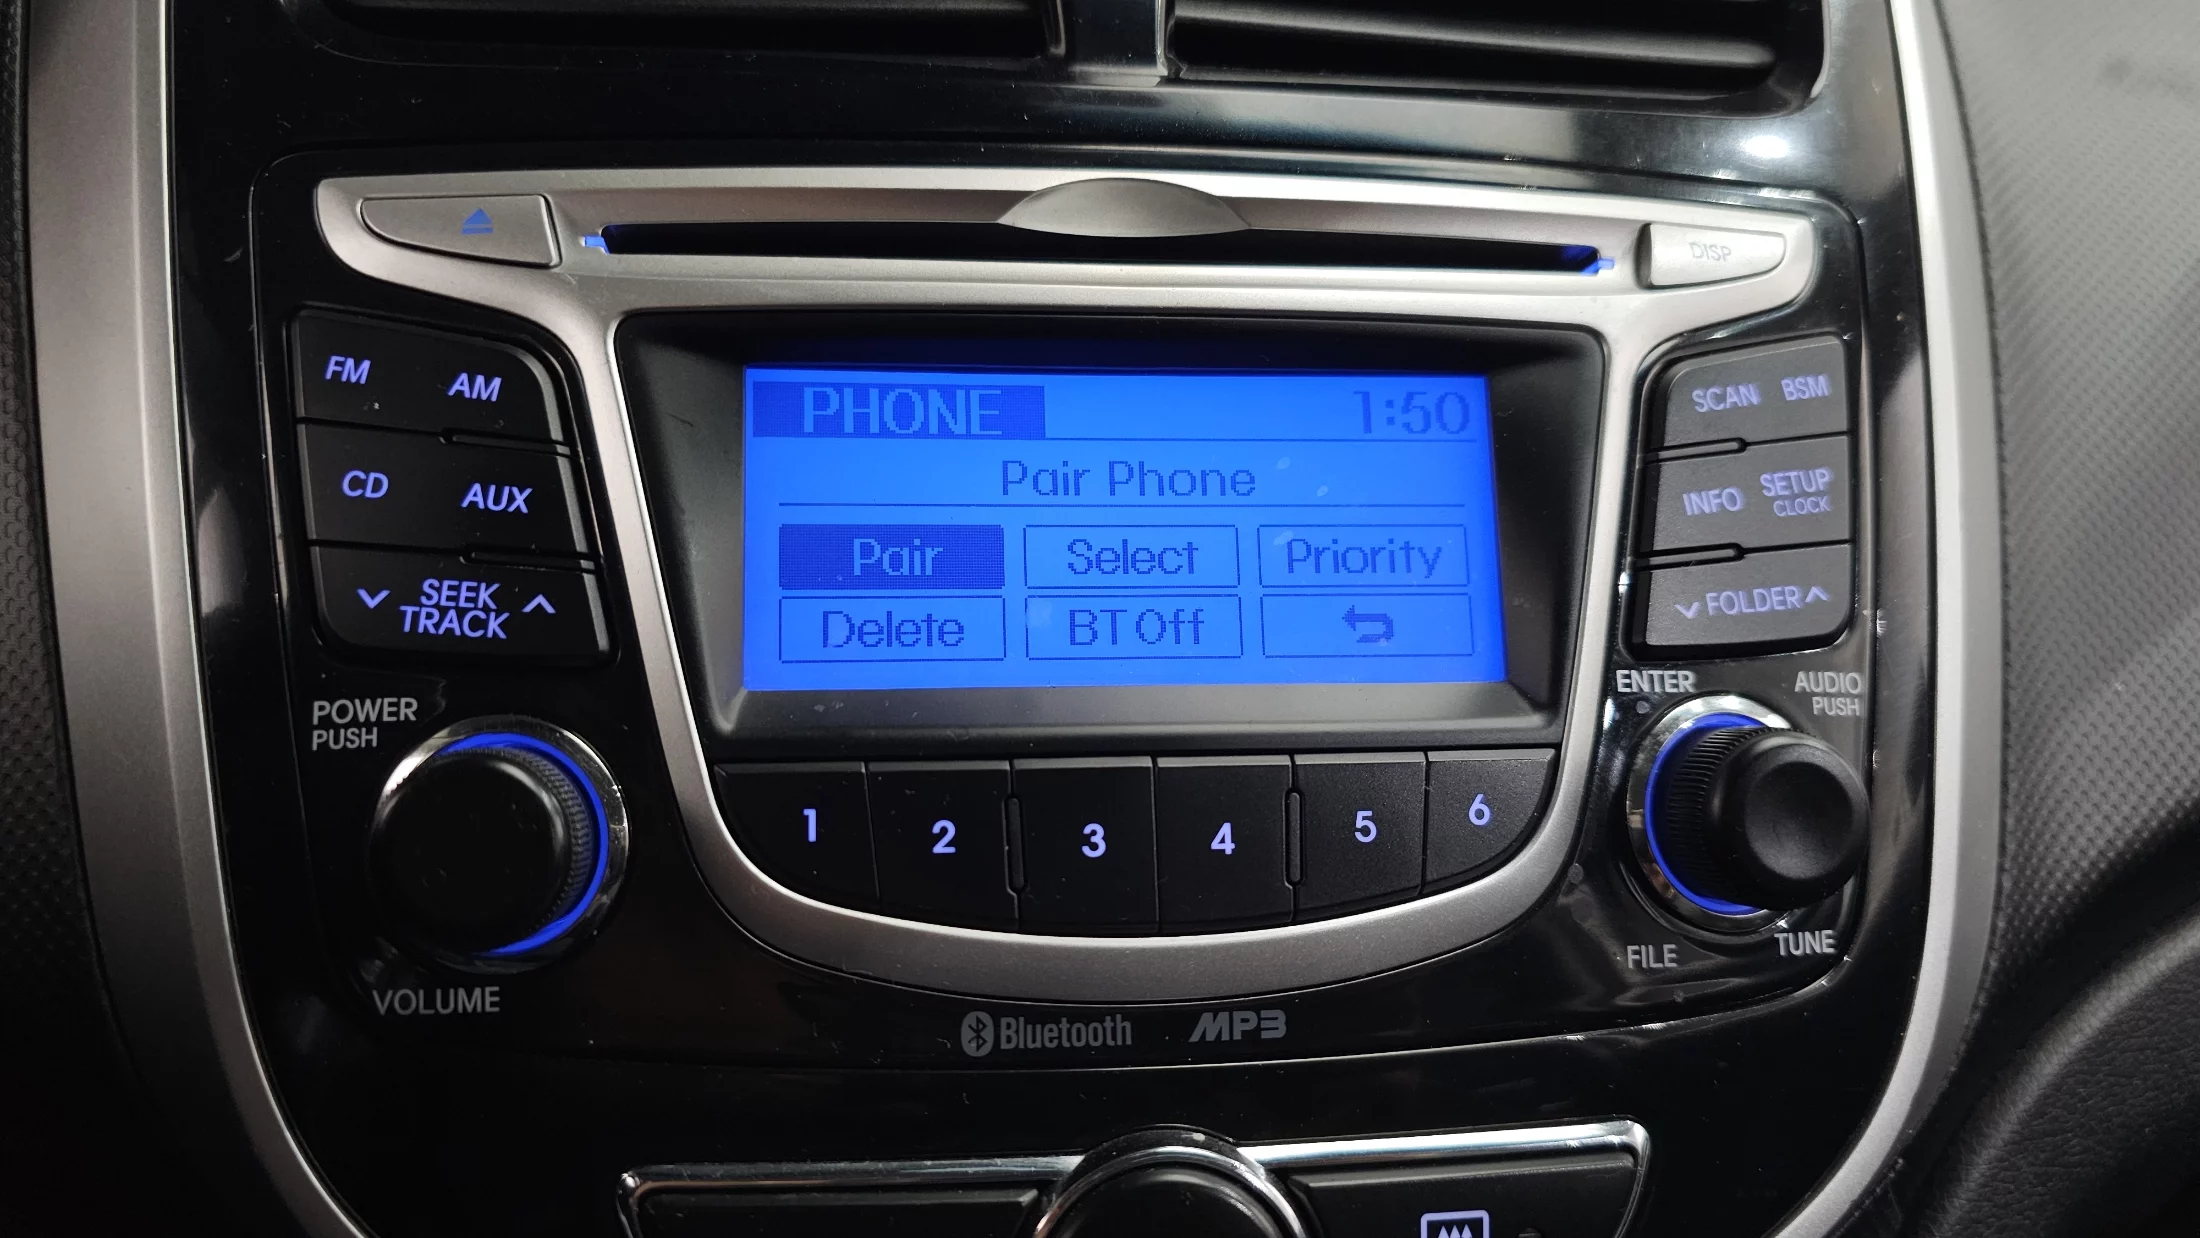 DISP
FM AM
CD AUX
SEEK
TRACK
POWER
PUSH
VOLUME
PHONE 1:50
Pair Phone
Pair Select Priority
Delete BT Off
1 2 3 4 5 6
SCAN BSM
INFO SETUP
CLOCK
FOLDER
ENTER
AUDIO
PUSH
FILE
TUNE
Bluetooth MP3